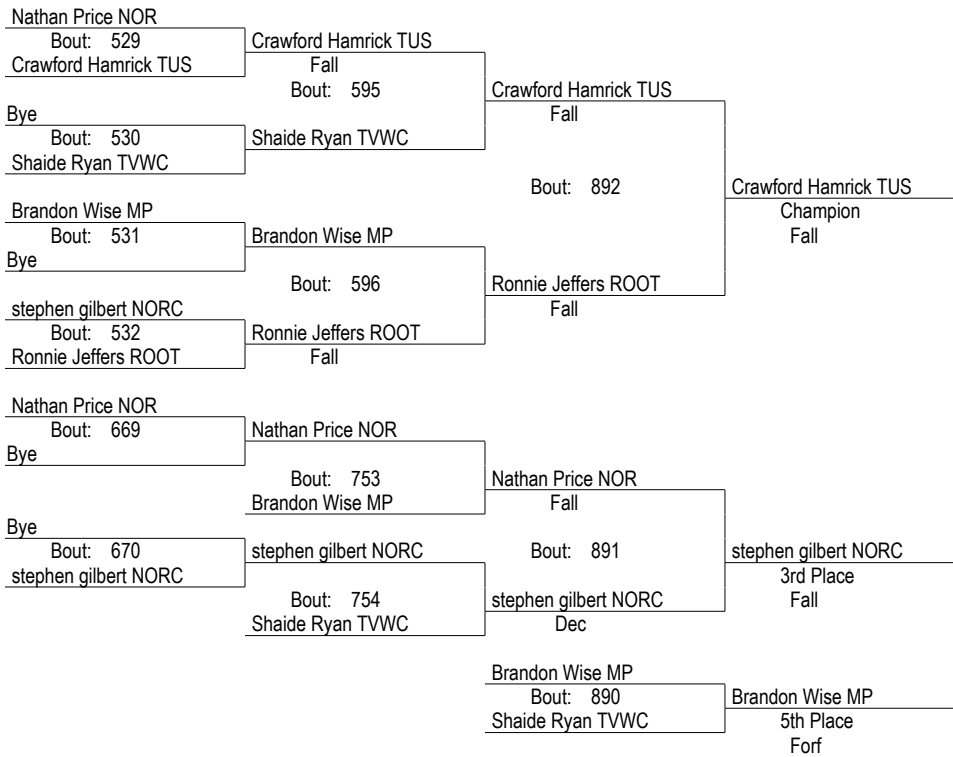 Nathan Price NOR
Bout: 529
Crawford Hamrick TUS
Crawford Hamrick TUS
Fall
Bout: 595
Crawford Hamrick TUS
Fall
Bye
Bout: 530
Shaide Ryan TVWC
Shaide Ryan TVWC
Bout: 892
Crawford Hamrick TUS
Champion
Fall
Brandon Wise MP
Bout: 531
Brandon Wise MP
Bye
Bout: 596
Ronnie Jeffers ROOT
Fall
stephen gilbert NORC
Bout: 532
Ronnie Jeffers ROOT
Ronnie Jeffers ROOT
Fall
Nathan Price NOR
Bout: 669
Nathan Price NOR
Bye
Bout: 753
Nathan Price NOR
Brandon Wise MP
Fall
Bye
Bout: 670
stephen gilbert NORC
stephen gilbert NORC
Bout: 891
stephen gilbert NORC
3rd Place
Fall
Bout: 754
stephen gilbert NORC
Shaide Ryan TVWC
Dec
Brandon Wise MP
Bout: 890
Shaide Ryan TVWC
Brandon Wise MP
5th Place
Forf